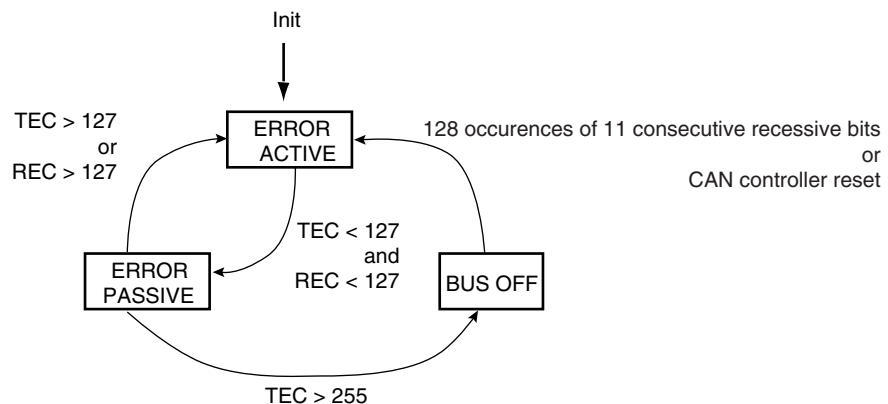 Init
TEC > 127
or
REC > 127
ERROR
ACTIVE
128 occurences of 11 consecutive recessive bits
or
CAN controller reset
TEC < 127
and
REC < 127
ERROR
PASSIVE
BUS OFF
TEC > 255